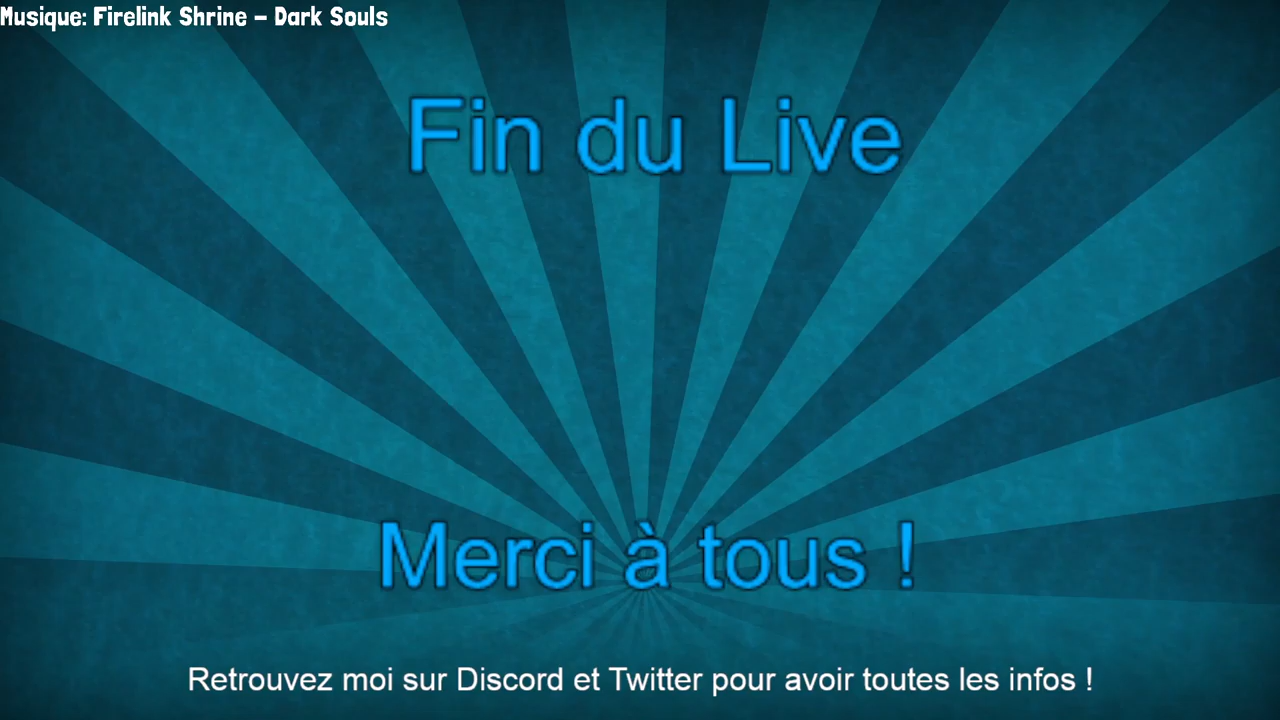 Musique: Firelink Shrine - Dark Souls
Fin du Live
Merci à tous !
Retrouvez moi sur Discord et Twitter pour avoir toutes les infos !